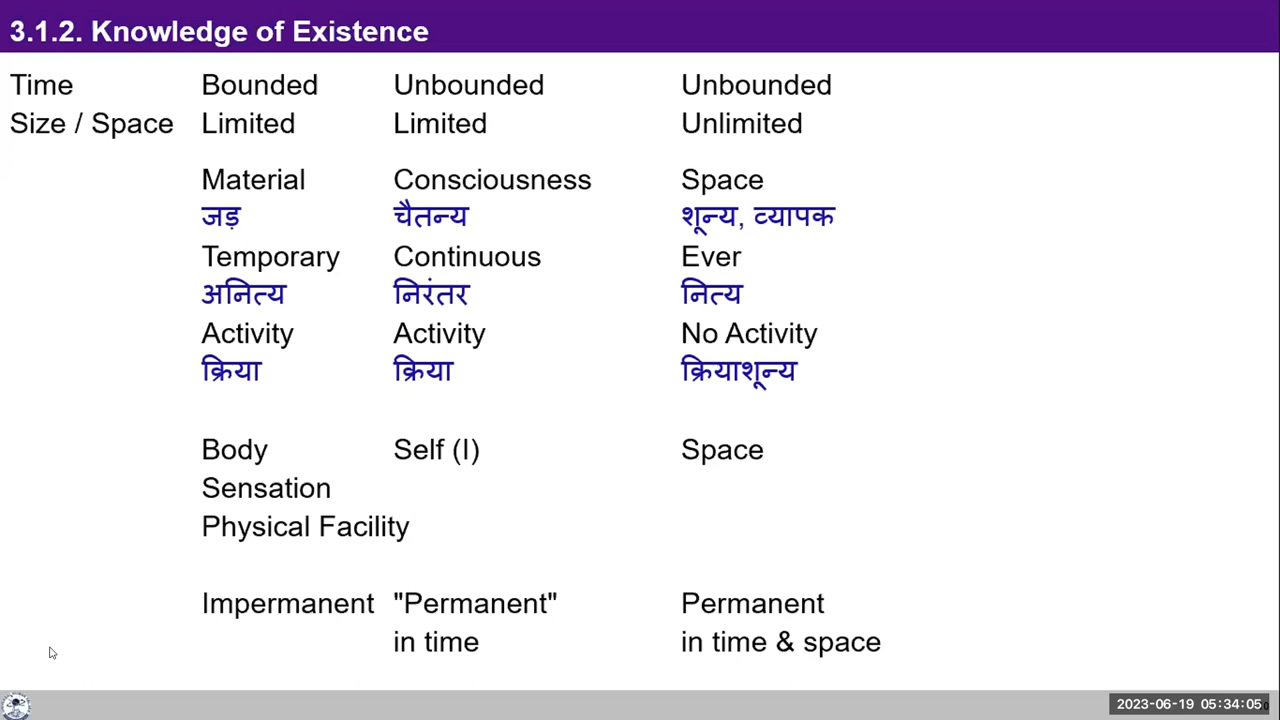 3.1.2. Knowledge of Existence
Time Bounded Unbounded Unbounded
Size / Space Limited Limited Unlimited
Material Consciousness Space
जड़ चैतन्य शून्य, व्यापक
Temporary Continuous Ever
अनित्य निरंतर नित्य
Activity Activity No Activity
क्रिया क्रिया क्रियाशून्य
Body Self (I) Space
Sensation
Physical Facility
Impermanent "Permanent" Permanent
in time in time & space
2023-06-19 05:34:05